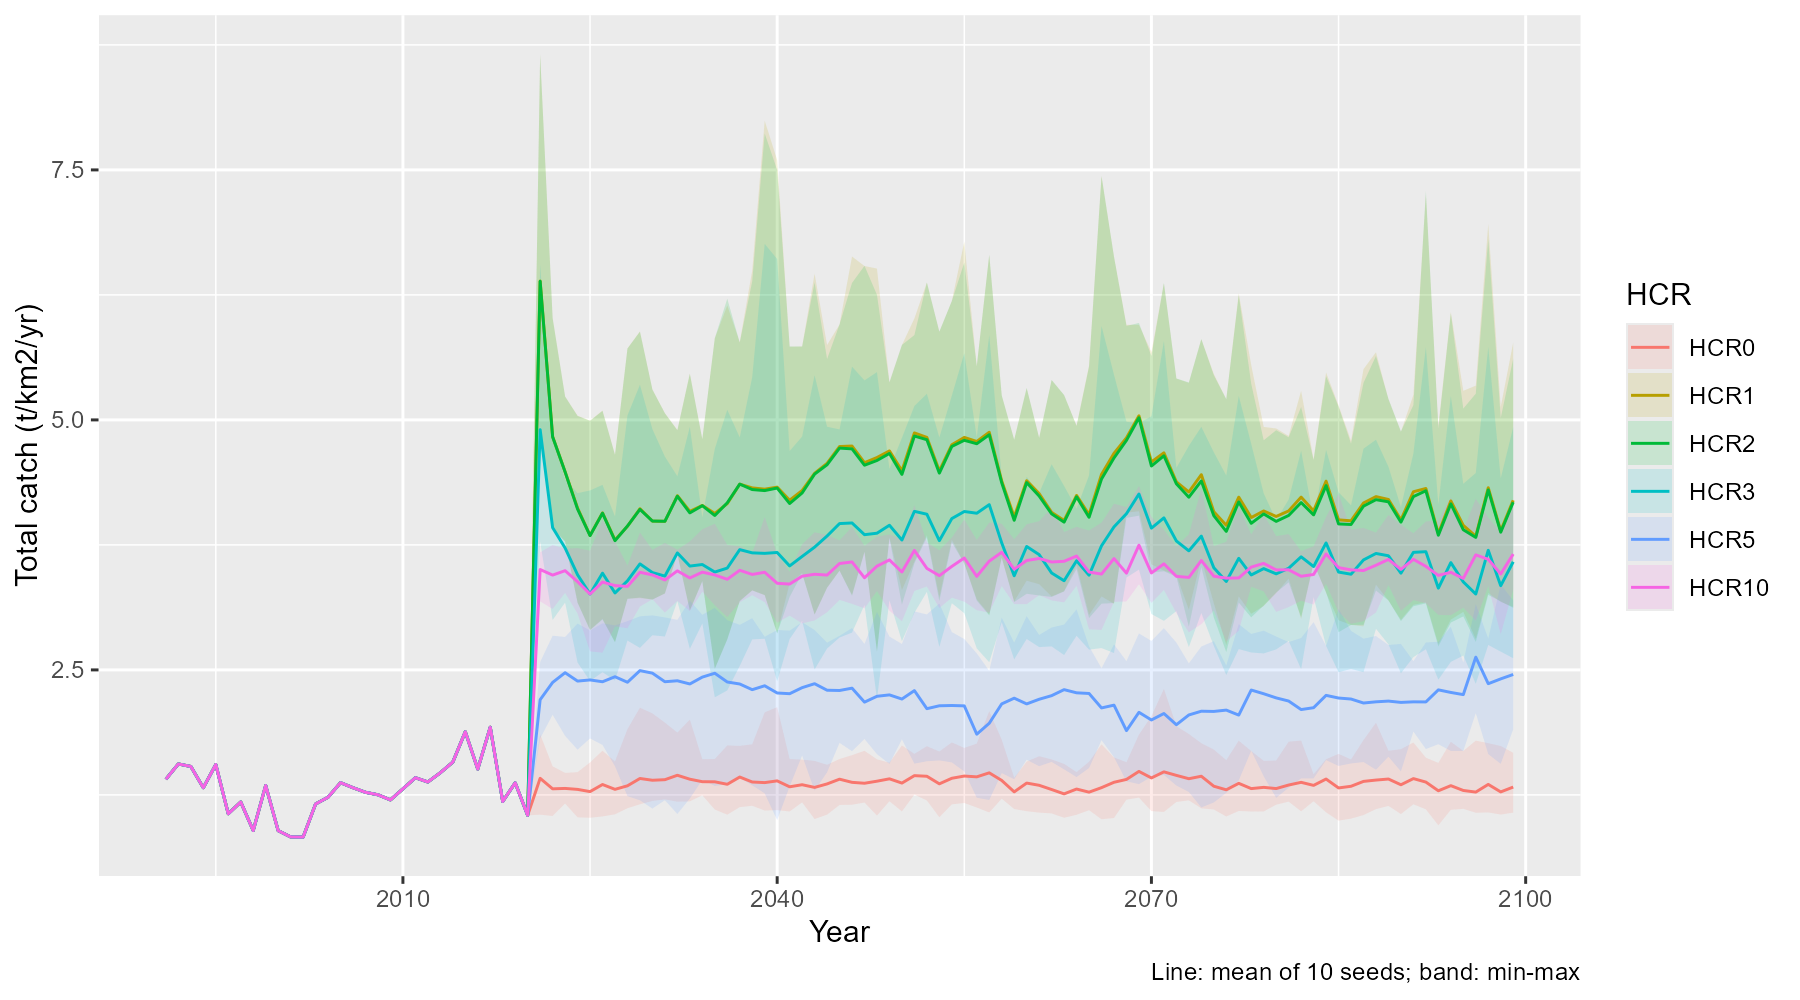 Total catch (t/km2/yr)
7.5
5.0
2.5
2010
2040
2070
2100
Year
HCR
HCR0
HCR1
HCR2
HCR3
HCR5
HCR10
Line: mean of 10 seeds; band: min-max